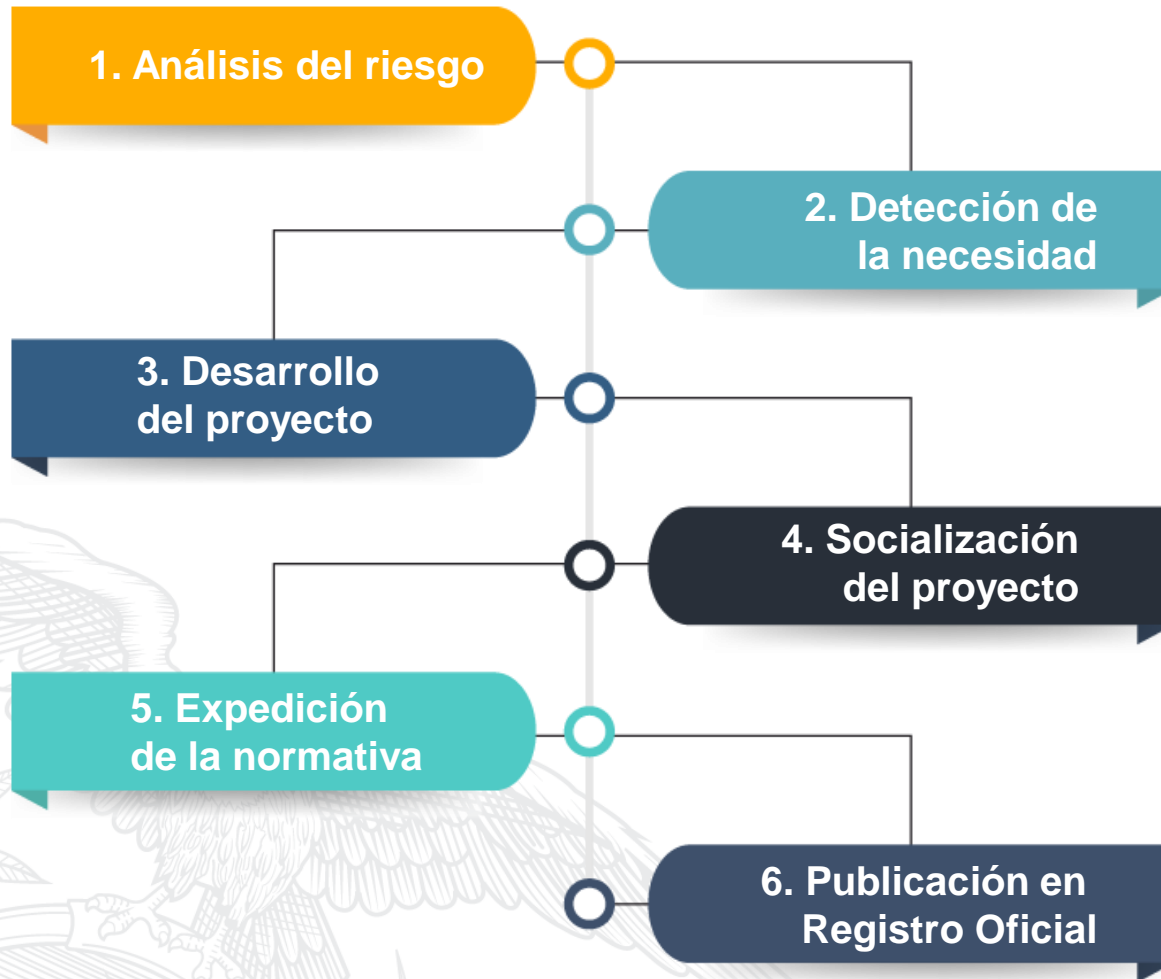 1. Análisis del riesgo
2. Detección de
la necesidad
3. Desarrollo
del proyecto
4. Socialización
del proyecto
5. Expedición
de la normativa
6. Publicación en
Registro Oficial